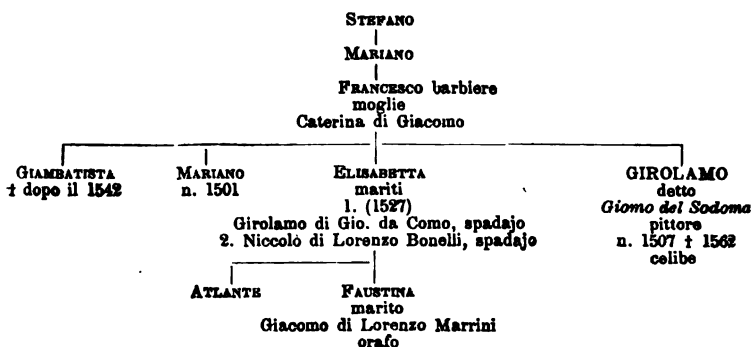 STEFANO
MARIANO
FRANCESCO barbiere
moglie
Caterina di Giacomo
GIAMBATISTA
† dopo il 1542
MARIANO
n. 1501
ELISABETTA
mariti
1. (1527)
Girolamo di Gio. da Como, spadajo
2. Niccolò di Lorenzo Bonelli, spadajo
GIROLAMO
detto
Giomo del Sodoma
pittore
n. 1507 † 1562
celibe
ATLANTE
FAUSTINA
marito
Giacomo di Lorenzo Marrini
orafo